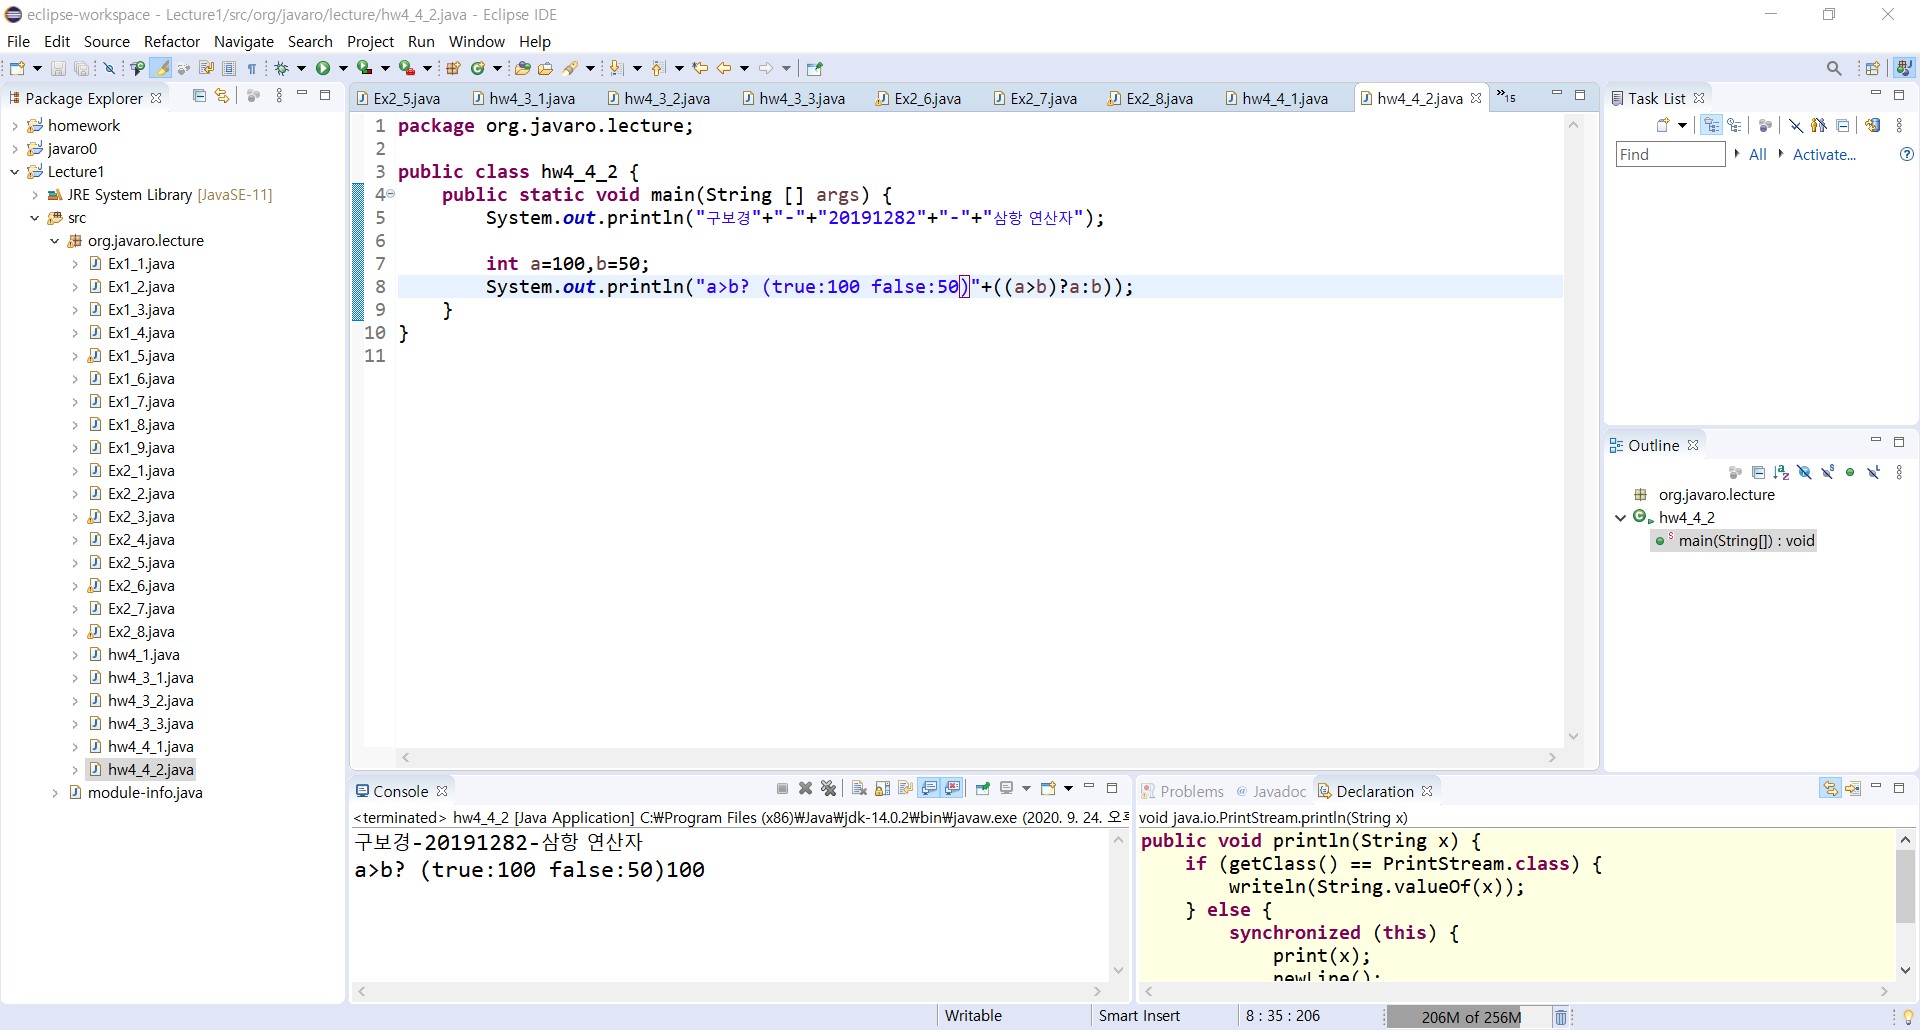 eclipse-workspace - Lecture1/src/org/javaro/lecture/hw4_4_2.java - Eclipse IDE
File Edit Source Refactor Navigate Search Project Run Window Help
Package Explorer
homework
javaro0
Lecture1
JRE System Library [JavaSE-11]
src
org.javaro.lecture
Ex1_1.java
Ex1_2.java
Ex1_3.java
Ex1_4.java
Ex1_5.java
Ex1_6.java
Ex1_7.java
Ex1_8.java
Ex1_9.java
Ex2_1.java
Ex2_2.java
Ex2_3.java
Ex2_4.java
Ex2_5.java
Ex2_6.java
Ex2_7.java
Ex2_8.java
hw4_1.java
hw4_3_1.java
hw4_3_2.java
hw4_3_3.java
hw4_4_1.java
hw4_4_2.java
module-info.java
Ex2_5.java hw4_3_1.java hw4_3_2.java hw4_3_3.java Ex2_6.java Ex2_7.java Ex2_8.java hw4_4_1.java hw4_4_2.java »15
1 package org.javaro.lecture;
2
3 public class hw4_4_2 {
4 public static void main(String [] args) {
5 System.out.println("구보경"+"-"+"20191282"+"-"+"삼항 연산자");
6
7 int a=100,b=50;
8 System.out.println("a>b? (true:100 false:50)"+((a>b)?a:b));
9 }
10 }
11
Task List
Find All Activate...
Outline
org.javaro.lecture
hw4_4_2
main(String[]) : void
Console
<terminated> hw4_4_2 [Java Application] C:₩Program Files (x86)₩Java₩jdk-14.0.2₩bin₩javaw.exe (2020. 9. 24. 오
구보경-20191282-삼항 연산자
a>b? (true:100 false:50)100
Problems @ Javadoc Declaration
void java.io.PrintStream.println(String x)
public void println(String x) {
if (getClass() == PrintStream.class) {
writeln(String.valueOf(x));
} else {
synchronized (this) {
print(x);
newLine();
Writable Smart Insert 8 : 35 : 206 206M of 256M